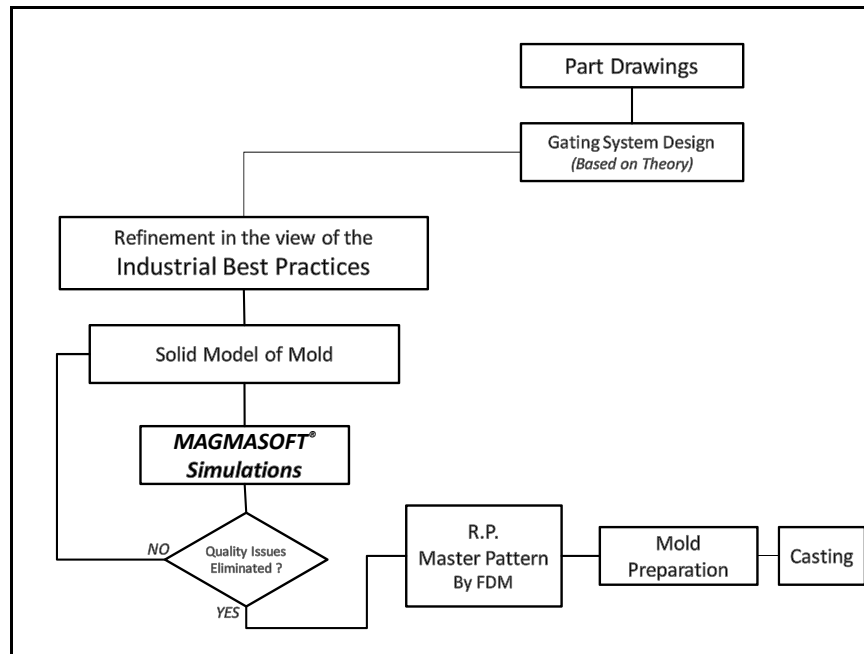 Part Drawings
Gating System Design
(Based on Theory)
Refinement in the view of the
Industrial Best Practices
Solid Model of Mold
MAGMASOFT®
Simulations
Quality Issues
Eliminated ?
NO
YES
R.P.
Master Pattern
By FDM
Mold
Preparation
Casting